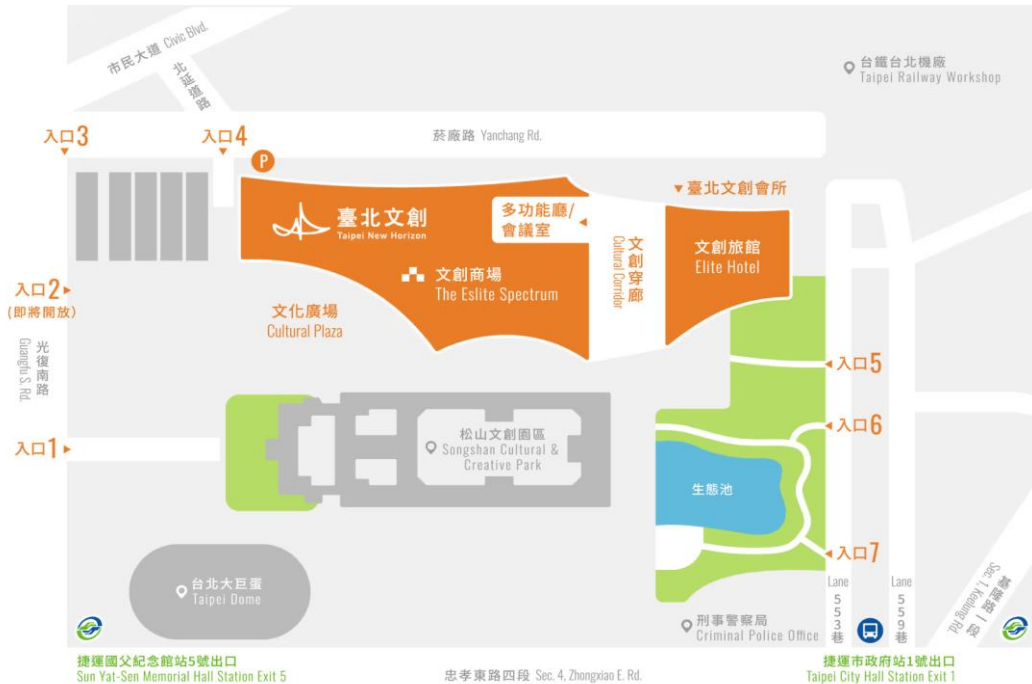 市民大道 Civic Blvd.
北延道路
台鐵台北機廠
Taipei Railway Workshop
入口3
入口4
菸廠路 Yanchang Rd.
P
臺北文創會所
臺北文創
Taipei New Horizon
多功能廳/
會議室
文創穿廊
Cultural Corridor
文創旅館
Elite Hotel
文創商場
The Eslite Spectrum
入口2
(即將開放)
文化廣場
Cultural Plaza
光復南路
Guangfu S. Rd.
入口5
入口6
入口1
松山文創園區
Songshan Cultural &
Creative Park
生態池
入口7
台北大巨蛋
Taipei Dome
刑事警察局
Criminal Police Office
Lane
553巷
Lane
559巷
基隆路一段
Sec. 1, Keelung Rd.
捷運國父紀念館站5號出口
Sun Yat-Sen Memorial Hall Station Exit 5
忠孝東路四段 Sec. 4, Zhongxiao E. Rd.
捷運市政府站1號出口
Taipei City Hall Station Exit 1